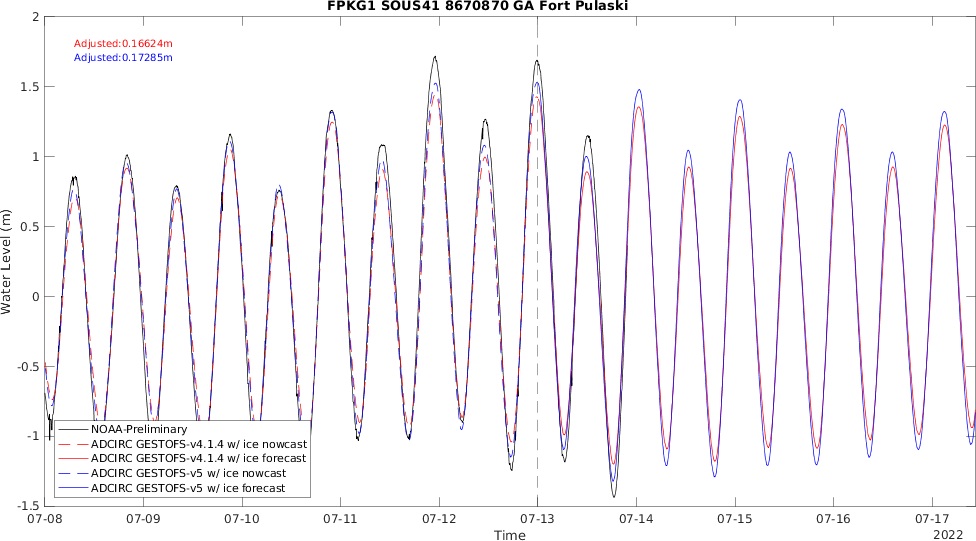 FPKG1 SOUS41 8670870 GA Fort Pulaski
Adjusted:0.16624m
Adjusted:0.17285m
Water Level (m)
2
1.5
1
0.5
0
-0.5
-1
-1.5
NOAA-Preliminary
ADCIRC GESTOFS-v4.1.4 w/ ice nowcast
ADCIRC GESTOFS-v4.1.4 w/ ice forecast
ADCIRC GESTOFS-v5 w/ ice nowcast
ADCIRC GESTOFS-v5 w/ ice forecast
07-08 07-09 07-10 07-11 07-12 07-13 07-14 07-15 07-16 07-17
Time
2022